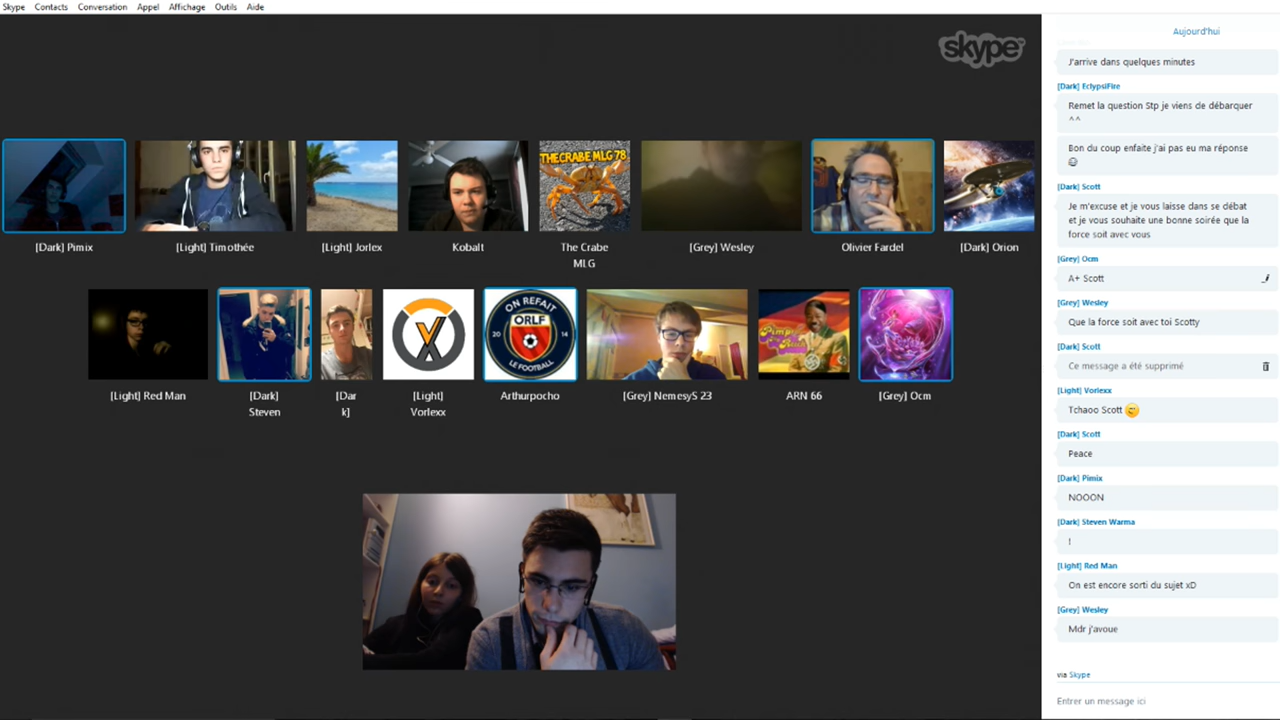 Skype Contacts Conversation Appel Affichage Outils Aide
skype™
[Dark] Pimix
[Light] Timothée
[Light] Jorlex
Kobalt
THECRABE MLG 78
The Crabe
MLG
[Grey] Wesley
Olivier Fardel
[Dark] Orion
[Light] Red Man
[Dark]
Steven
[Dar
k]
[Light]
Vorlexx
ON REFAIT
ORLF
20 14
LE FOOTBALL
Arthurpocho
[Grey] NemesyS 23
ARN 66
[Grey] Ocm
Aujourd'hui
J'arrive dans quelques minutes
[Dark] EclypsiFire
Remet la question Stp je viens de débarquer
^^
Bon du coup enfaite j'ai pas eu ma réponse
[Dark] Scott
Je m'excuse et je vous laisse dans se débat
et je vous souhaite une bonne soirée que la
force soit avec vous
[Grey] Ocm
A+ Scott
[Grey] Wesley
Que la force soit avec toi Scotty
[Dark] Scott
Ce message a été supprimé
[Light] Vorlexx
Tchaoo Scott
[Dark] Scott
Peace
[Dark] Pimix
NOOON
[Dark] Steven Warma
!
[Light] Red Man
On est encore sorti du sujet xD
[Grey] Wesley
Mdr j'avoue
via Skype
Entrer un message ici